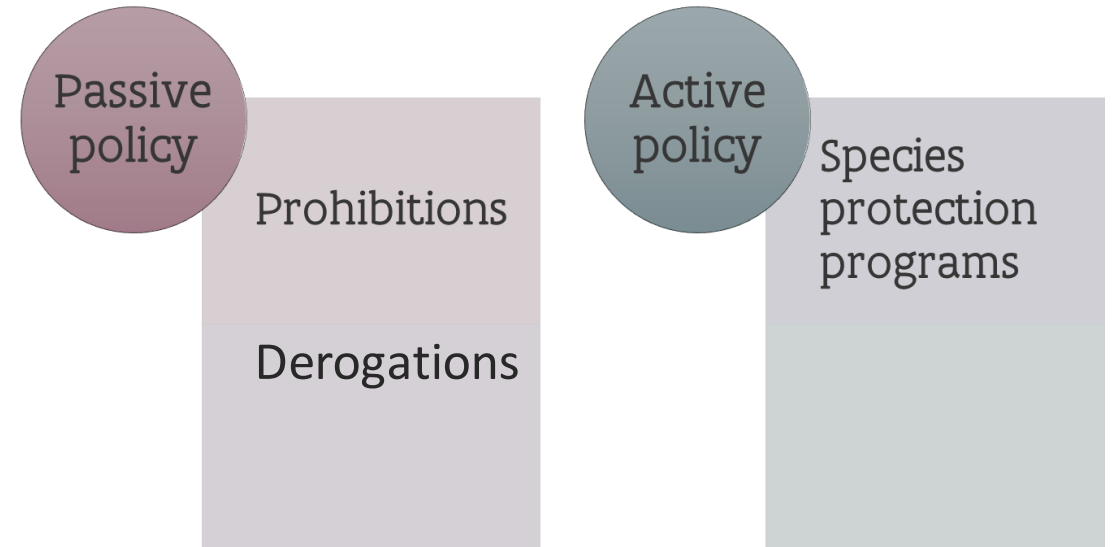 Passive
policy
Prohibitions
Derogations
Active
policy
Species
protection
programs